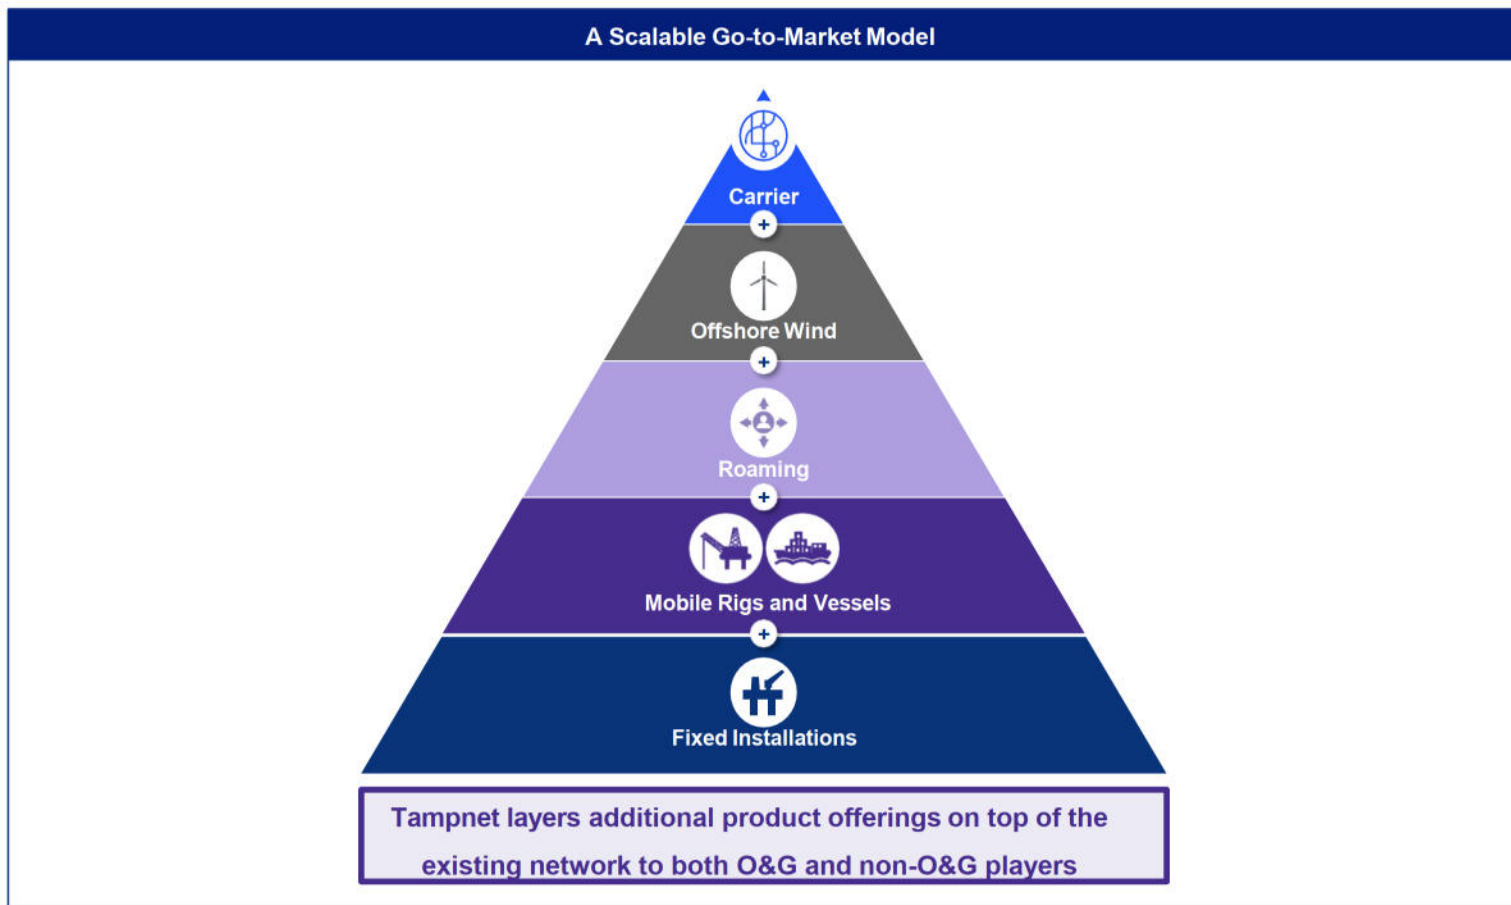 A Scalable Go-to-Market Model
Carrier
+
Offshore Wind
+
Roaming
+
Mobile Rigs and Vessels
+
Fixed Installations
Tampnet layers additional product offerings on top of the
existing network to both O&G and non-O&G players